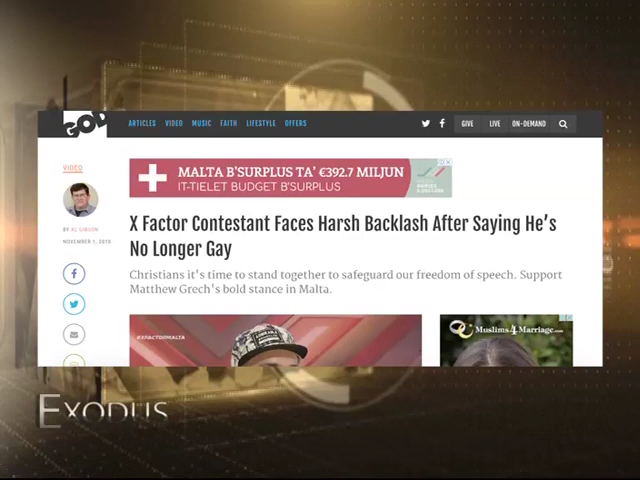 GOD
ARTICLES VIDEO MUSIC FAITH LIFESTYLE OFFERS
GIVE LIVE ON-DEMAND
VIDEO
BY AL GIBSON
NOVEMBER 1, 2018
MALTA B'SURPLUS TA' €392.7 MILJUN
IT-TIELET BUDGET B'SURPLUS
X Factor Contestant Faces Harsh Backlash After Saying He's
No Longer Gay
Christians it's time to stand together to safeguard our freedom of speech. Support
Matthew Grech's bold stance in Malta.
#XFACTORMALTA
Muslims4Marriage.com
EXODUS